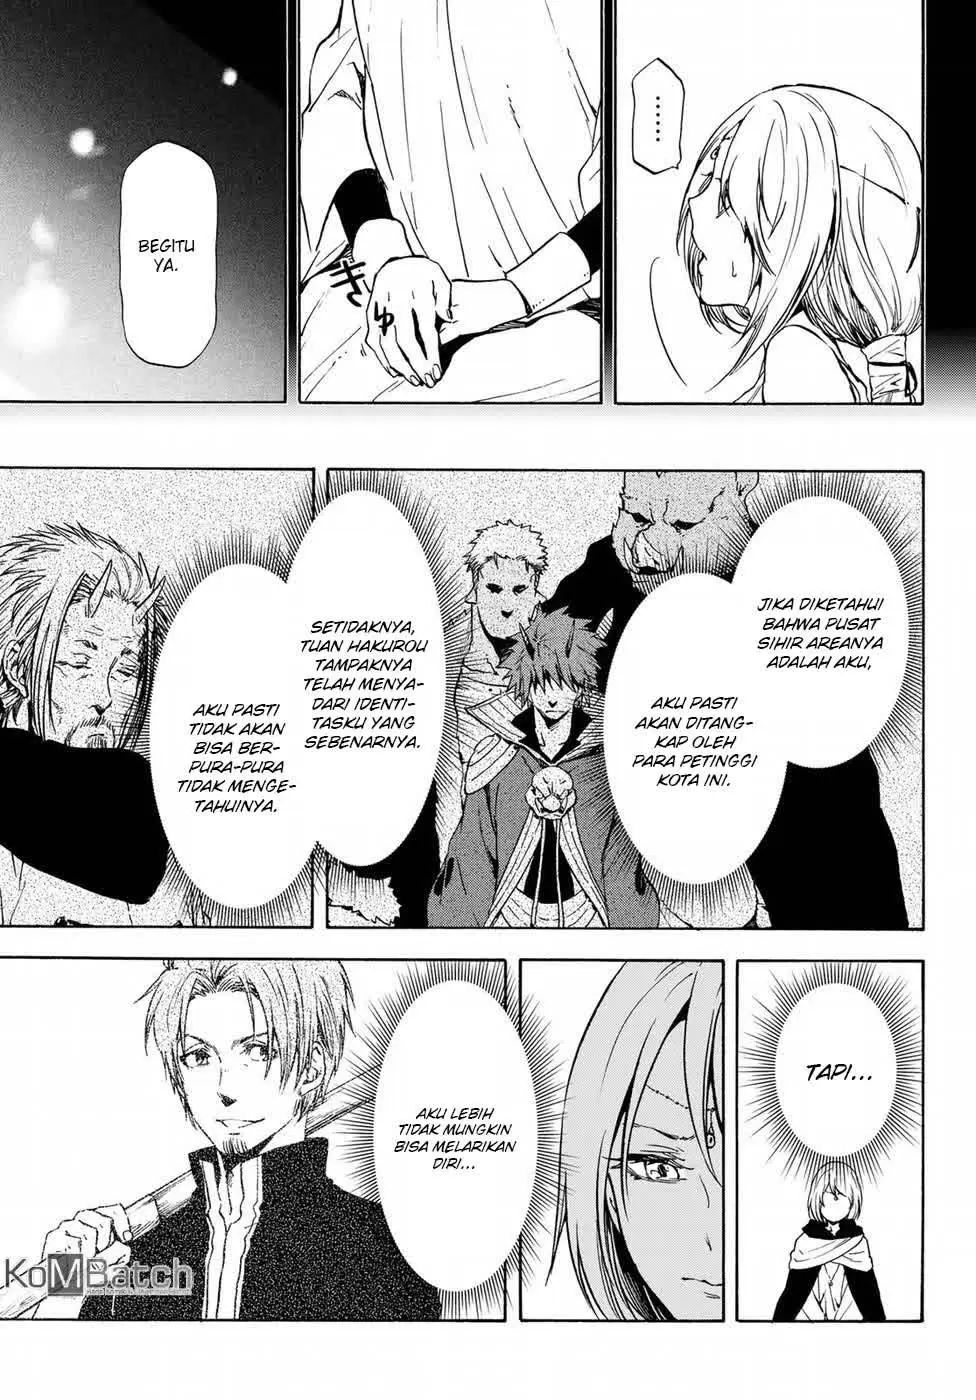 ……
きゅ
BEGITU
YA.
JIKA DIKETAHUI
BAHWA PUSAT
SIHIR AREANYA
ADALAH AKU,
AKU PASTI
AKAN DITANG-
KAP OLEH
PARA PETINGGI
KOTA INI.
SETIDAKNYA,
TUAN HAKUROU
TAMPAKNYA
TELAH MENYA-
DARI IDENTI-
TASKU YANG
SEBENARNYA.
AKU PASTI
TIDAK AKAN
BISA BER-
PURA-PURA
TIDAK MENGE-
TAHUINYA.
TAPI...
AKU LEBIH
TIDAK MUNGKIN
BISA MELARIKAN
DIRI...
KoMBatch